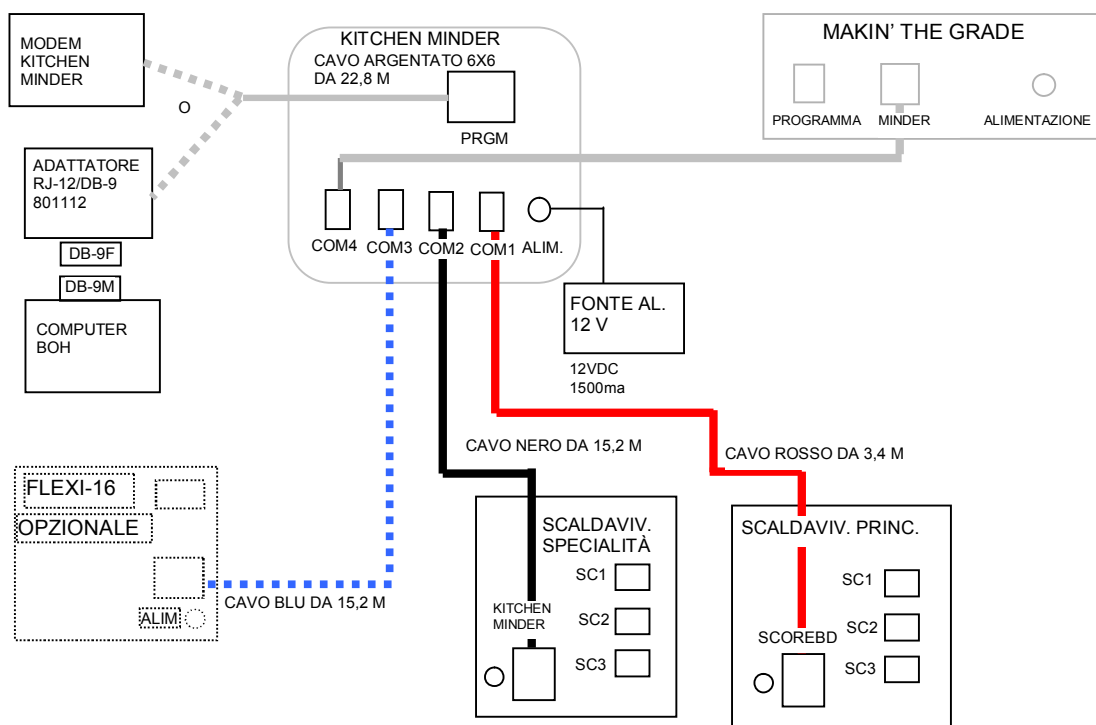 MODEM
KITCHEN
MINDER
O
ADATTATORE
RJ-12/DB-9
801112
DB-9F
DB-9M
COMPUTER
BOH
KITCHEN MINDER
CAVO ARGENTATO 6X6
DA 22,8 M
PRGM
COM4
COM3
COM2
COM1
ALIM.
MAKIN' THE GRADE
PROGRAMMA
MINDER
ALIMENTAZIONE
FONTE AL.
12 V
12VDC
1500ma
CAVO NERO DA 15,2 M
CAVO ROSSO DA 3,4 M
FLEXI-16
OPZIONALE
ALIM
CAVO BLU DA 15,2 M
SCALDAVIV.
SPECIALITÀ
SC1
SC2
SC3
KITCHEN
MINDER
SCALDAVIV. PRINC.
SC1
SC2
SC3
SCOREBD